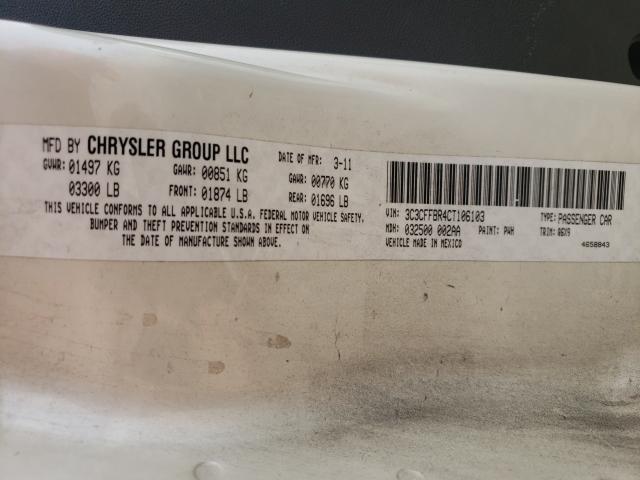 MFD BY CHRYSLER GROUP LLC DATE OF MFR: 3-11
GVWR: 01497 KG GAWR: 00851 KG GAWR: 00770 KG
03300 LB FRONT: 01874 LB REAR: 01696 LB
THIS VEHICLE CONFORMS TO ALL APPLICABLE U.S.A. FEDERAL MOTOR VEHICLE SAFETY,
BUMPER AND THEFT PREVENTION STANDARDS IN EFFECT ON
THE DATE OF MANUFACTURE SHOWN ABOVE.
VIN: 3C3CFFBR4CT106103 TYPE: PASSENGER CAR
MDH: 032500 002AA PAINT: PWH TRIM: B6X9
VEHICLE MADE IN MEXICO 4658843